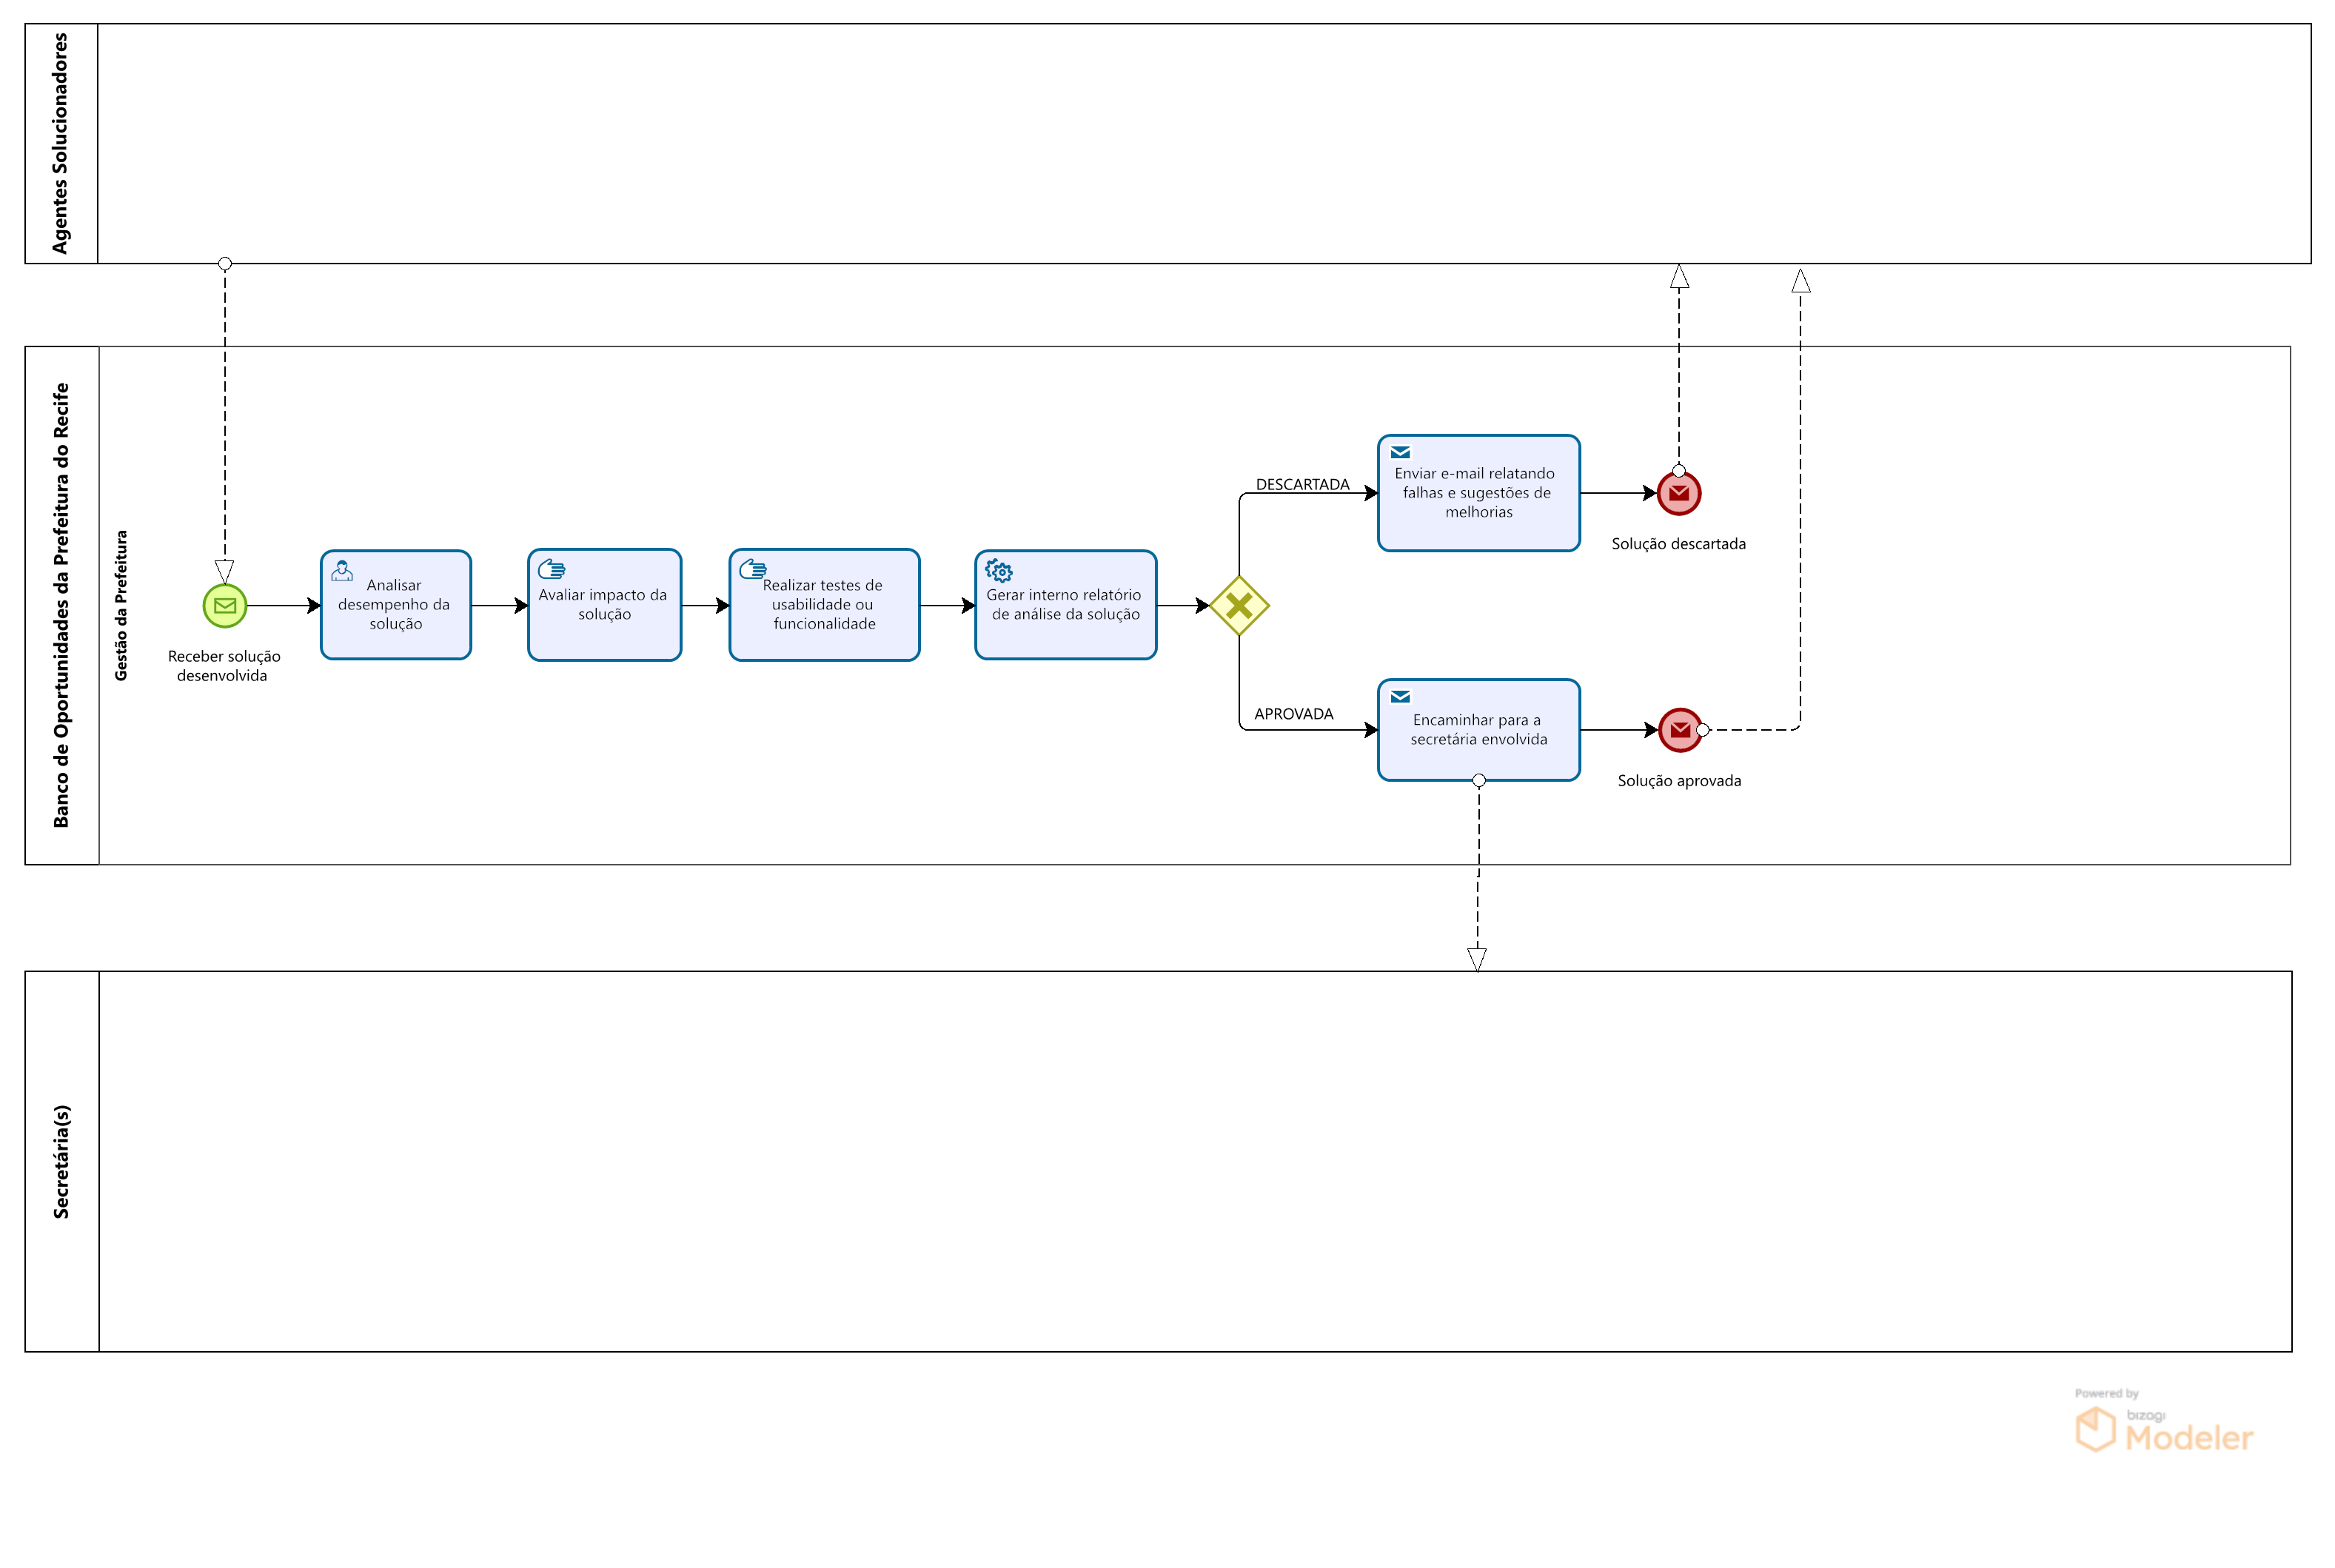 Agentes Solucionadores
Banco de Oportunidades da Prefeitura do Recife
Gestão da Prefeitura
Receber solução
desenvolvida
Analisar
desempenho da
solução
Avaliar impacto da
solução
Realizar testes de
usabilidade ou
funcionalidade
Gerar interno relatório
de análise da solução
DESCARTADA
Enviar e-mail relatando
falhas e sugestões de
melhorias
Solução descartada
APROVADA
Encaminhar para a
secretária envolvida
Solução aprovada
Secretária(s)
Powered by
bizagi
Modeler